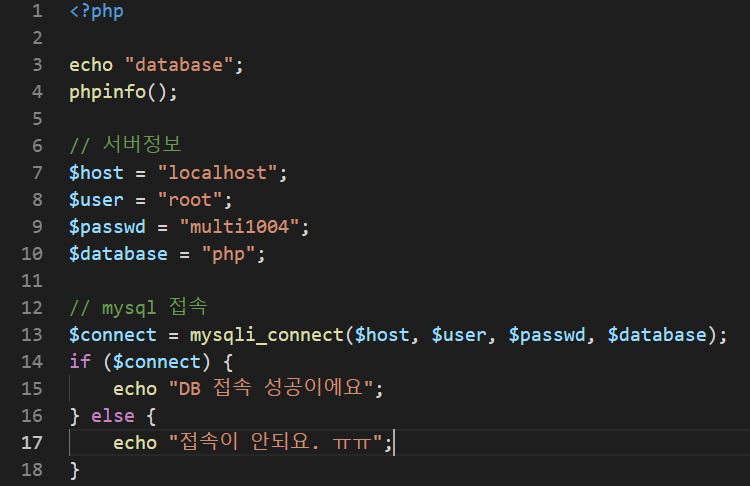 1 <?php
2
3 echo "database";
4 phpinfo();
5
6 // 서버정보
7 $host = "localhost";
8 $user = "root";
9 $passwd = "multi1004";
10 $database = "php";
11
12 // mysql 접속
13 $connect = mysqli_connect($host, $user, $passwd, $database);
14 if ($connect) {
15     echo "DB 접속 성공이에요";
16 } else {
17     echo "접속이 안되요. ㅠㅠ";
18 }